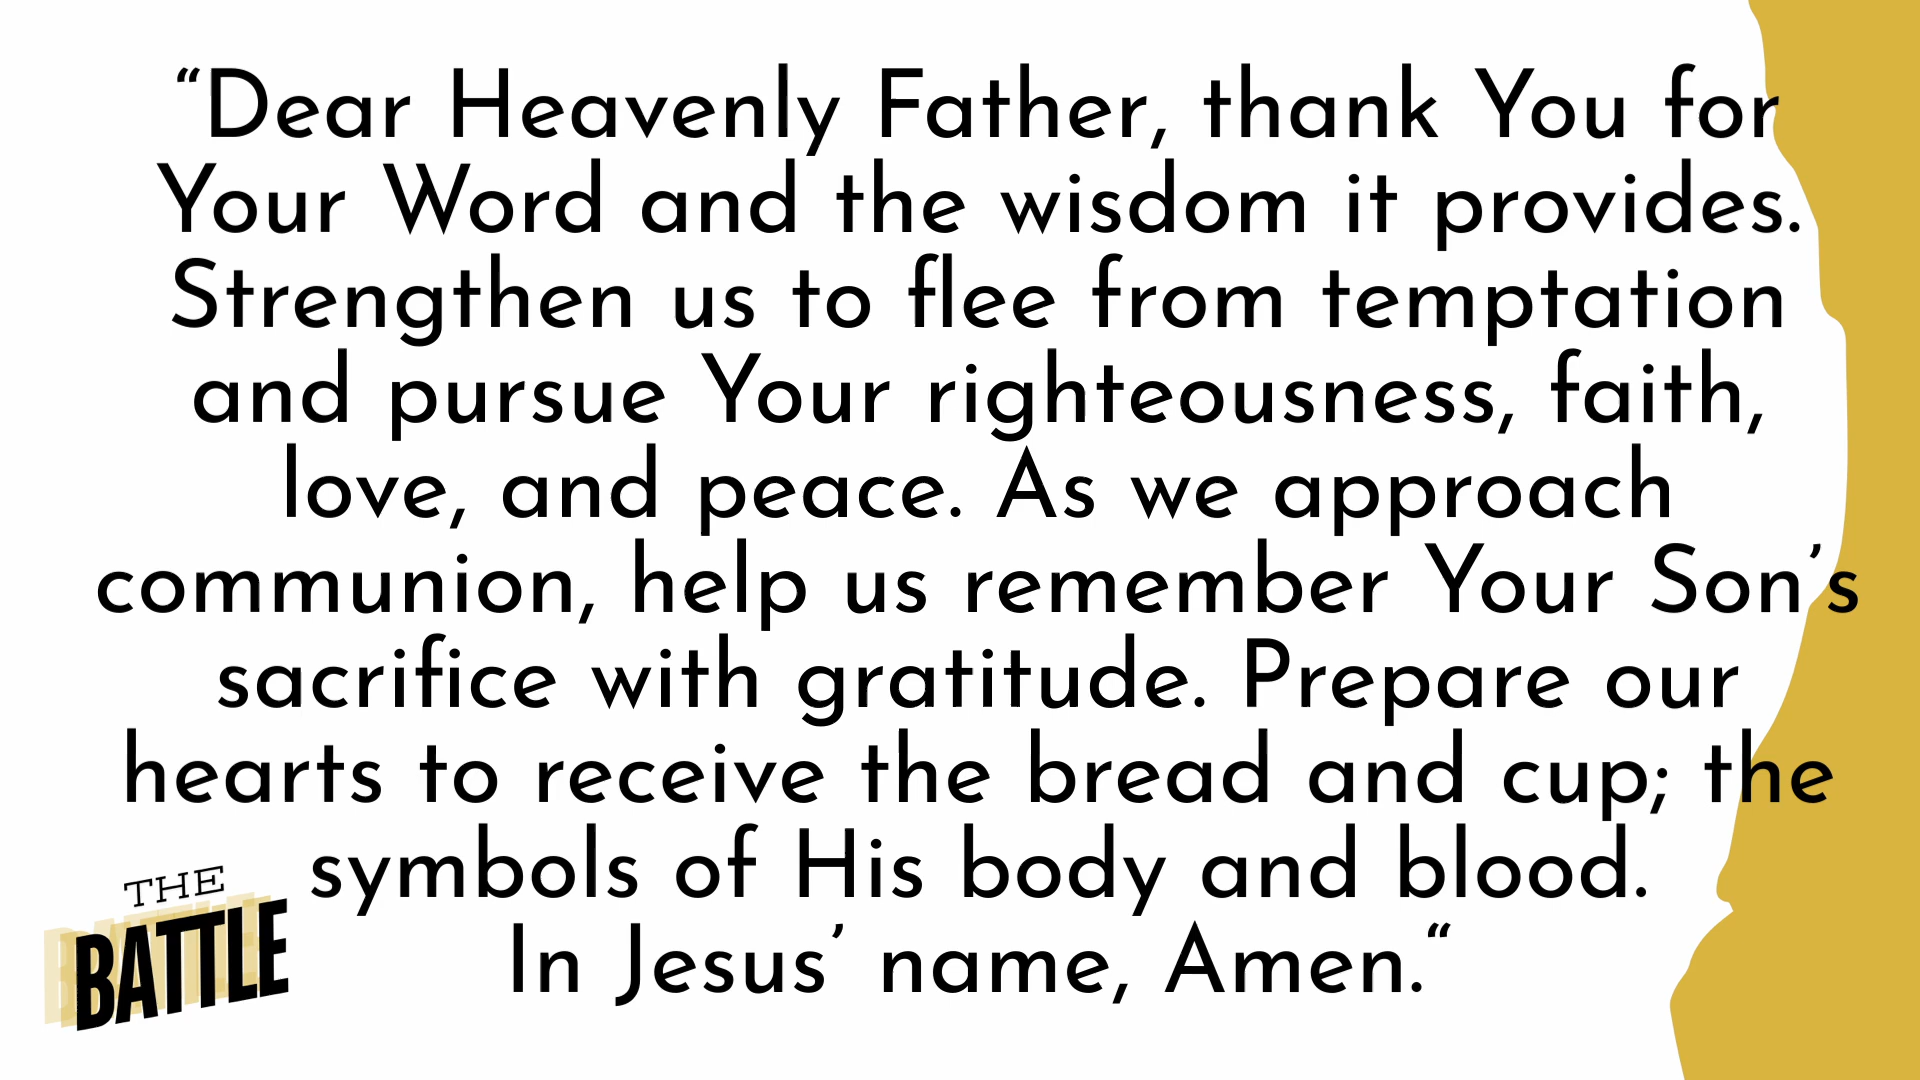 “Dear Heavenly Father, thank You for
Your Word and the wisdom it provides.
Strengthen us to flee from temptation
and pursue Your righteousness, faith,
love, and peace. As we approach
communion, help us remember Your Son’s
sacrifice with gratitude. Prepare our
hearts to receive the bread and cup; the
symbols of His body and blood.
In Jesus’ name, Amen.“
THE
BATTLE